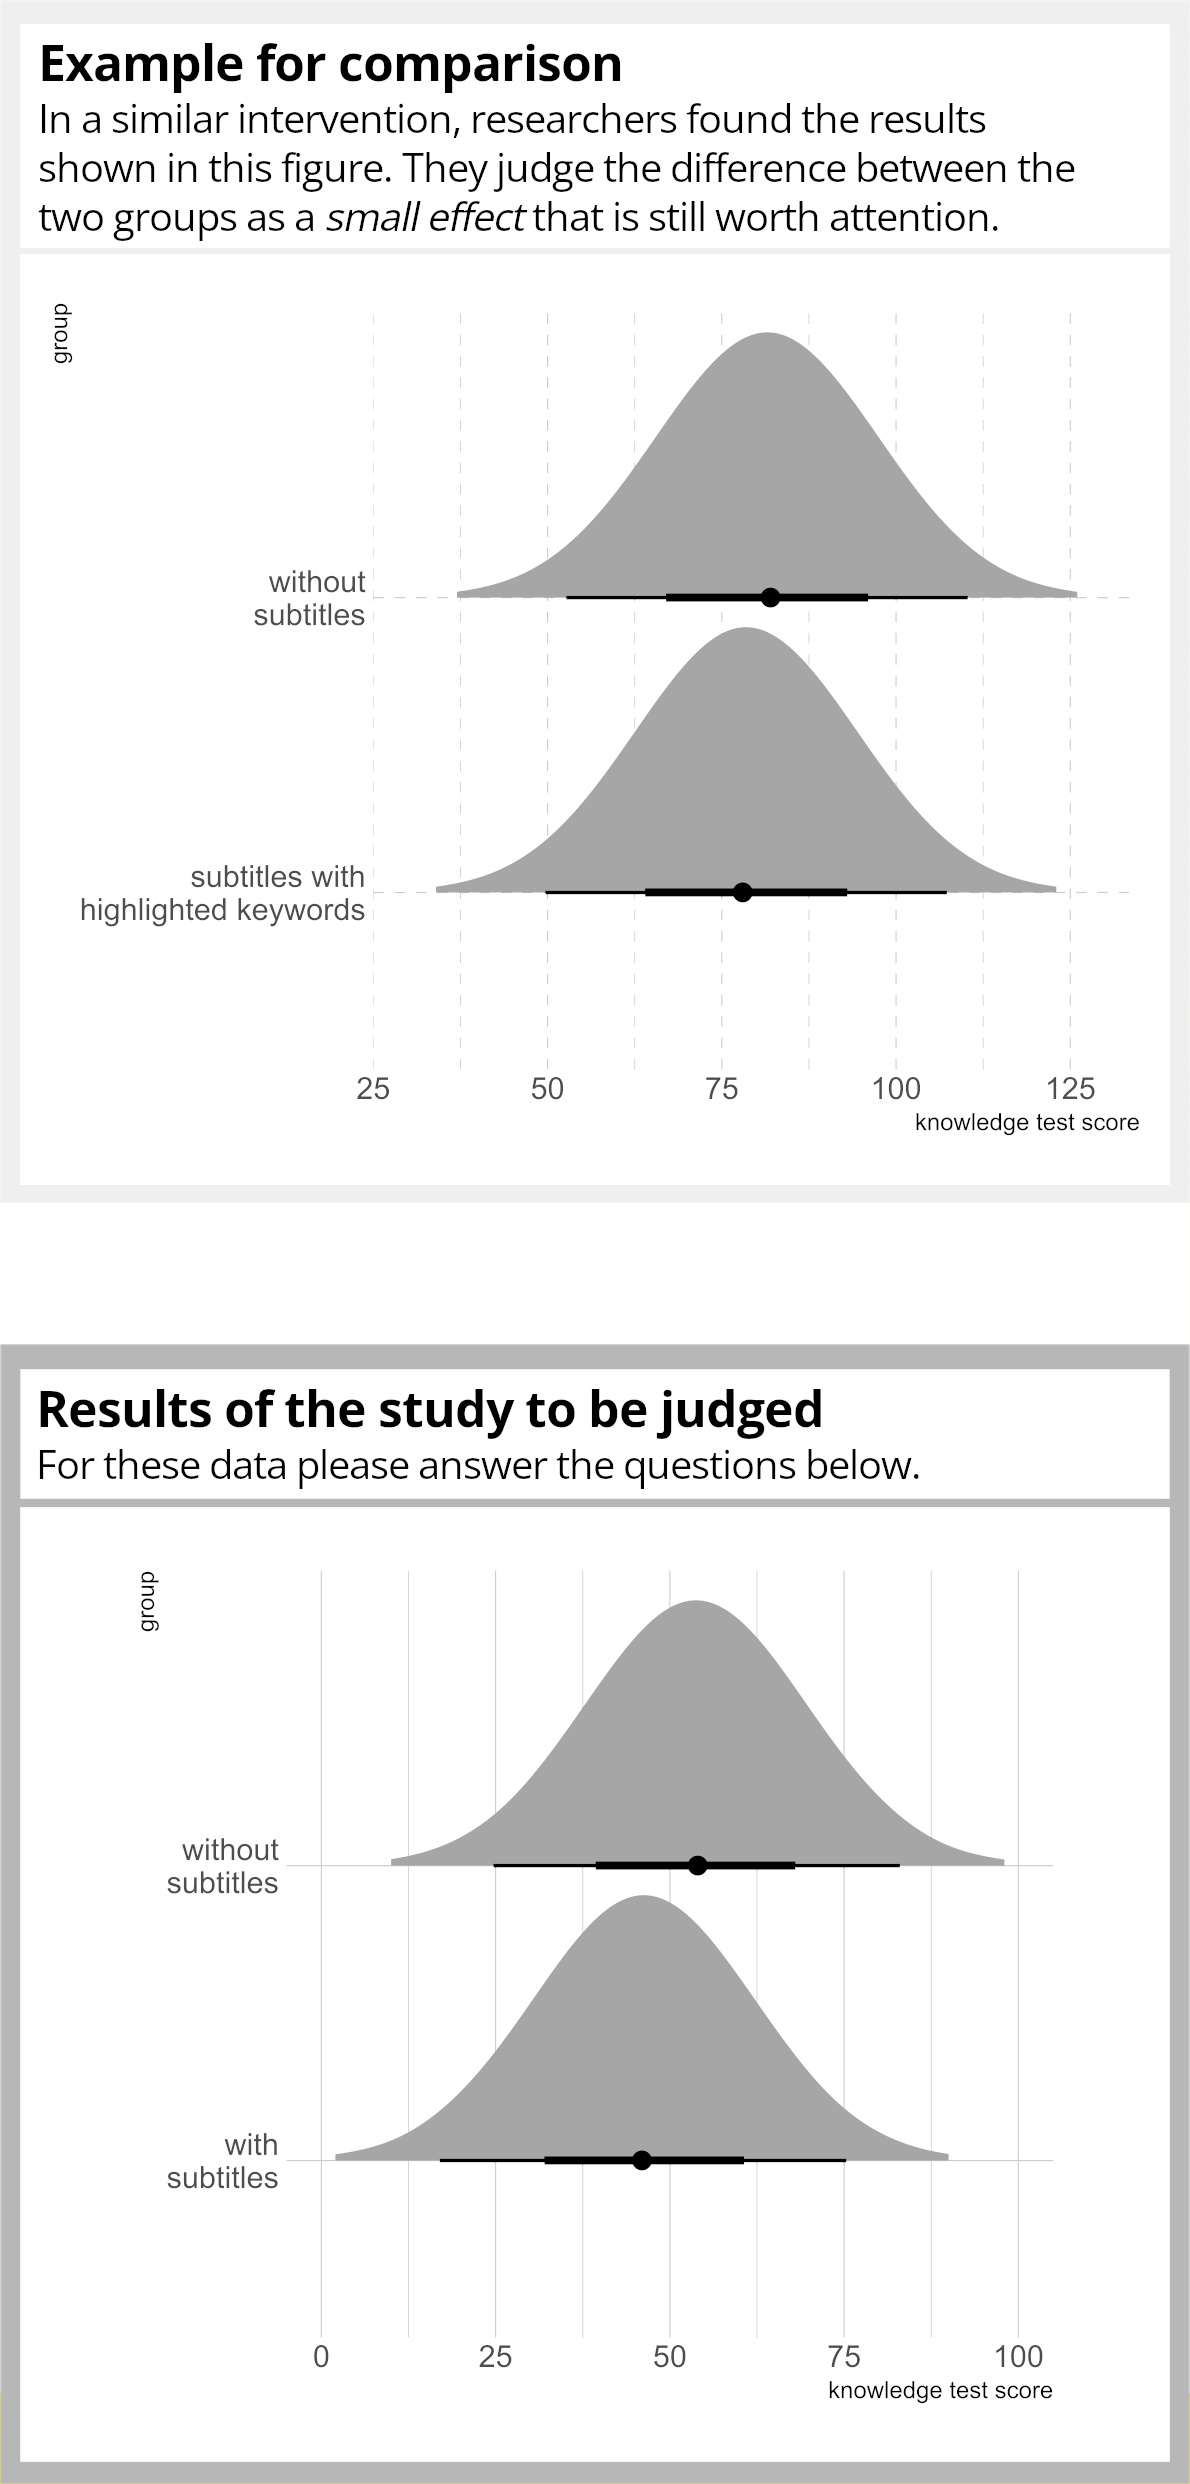 Example for comparison
In a similar intervention, researchers found the results
shown in this figure. They judge the difference between the
two groups as a small effect that is still worth attention.
group
without
subtitles
subtitles with
highlighted keywords
25 50 75 100 125
knowledge test score
Results of the study to be judged
For these data please answer the questions below.
group
without
subtitles
with
subtitles
0 25 50 75 100
knowledge test score